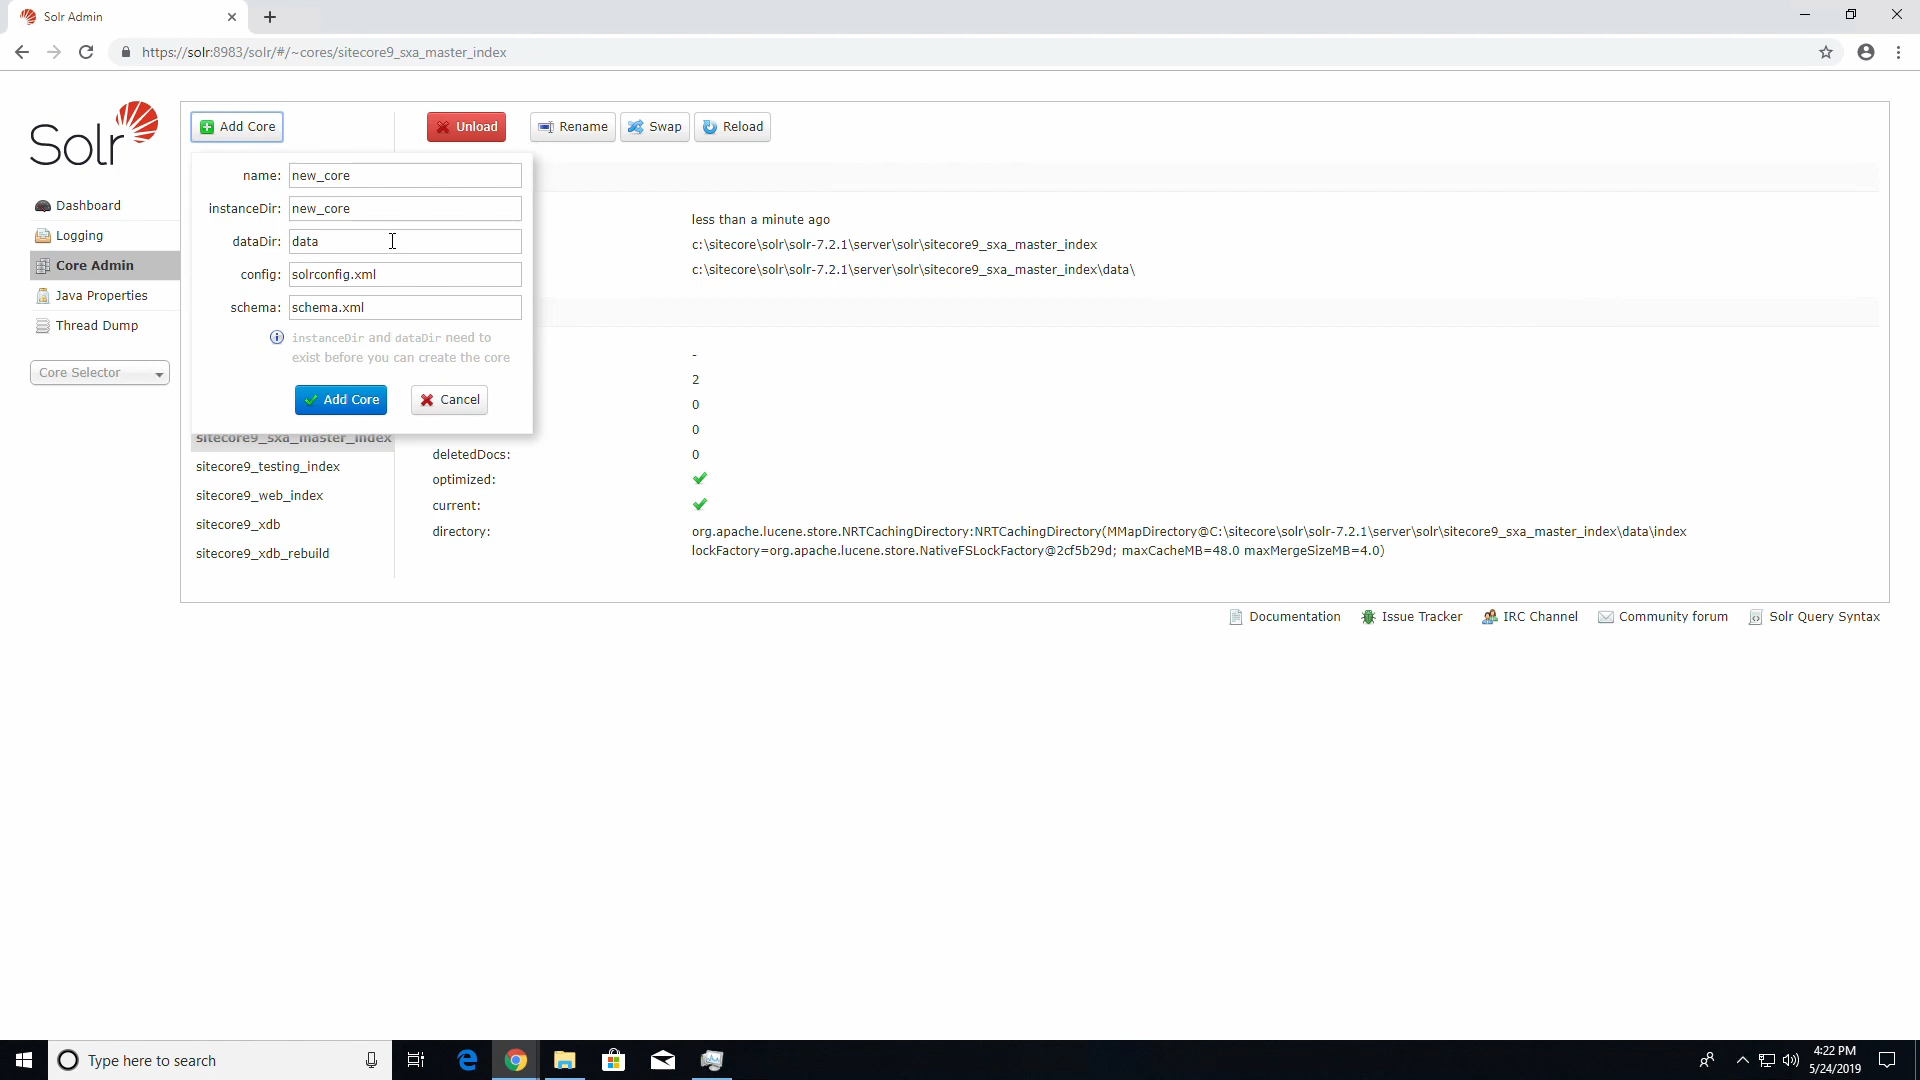 Solr Admin
https://solr:8983/solr/#/~cores/sitecore9_sxa_master_index
Solr
Dashboard
Logging
Core Admin
Java Properties
Thread Dump
Core Selector
Add Core
Unload
Rename
Swap
Reload
name: new_core
instanceDir: new_core
dataDir: data
config: solrconfig.xml
schema: schema.xml
instanceDir and dataDir need to
exist before you can create the core
Add Core
Cancel
sitecore9_sxa_master_index
sitecore9_testing_index
sitecore9_web_index
sitecore9_xdb
sitecore9_xdb_rebuild
less than a minute ago
c:\sitecore\solr\solr-7.2.1\server\solr\sitecore9_sxa_master_index
c:\sitecore\solr\solr-7.2.1\server\solr\sitecore9_sxa_master_index\data\
-
2
0
0
deletedDocs: 0
optimized:
current:
directory: org.apache.lucene.store.NRTCachingDirectory:NRTCachingDirectory(MMapDirectory@C:\sitecore\solr\solr-7.2.1\server\solr\sitecore9_sxa_master_index\data\index
lockFactory=org.apache.lucene.store.NativeFSLockFactory@2cf5b29d; maxCacheMB=48.0 maxMergeSizeMB=4.0)
Documentation
Issue Tracker
IRC Channel
Community forum
Solr Query Syntax
Type here to search
4:22 PM
5/24/2019